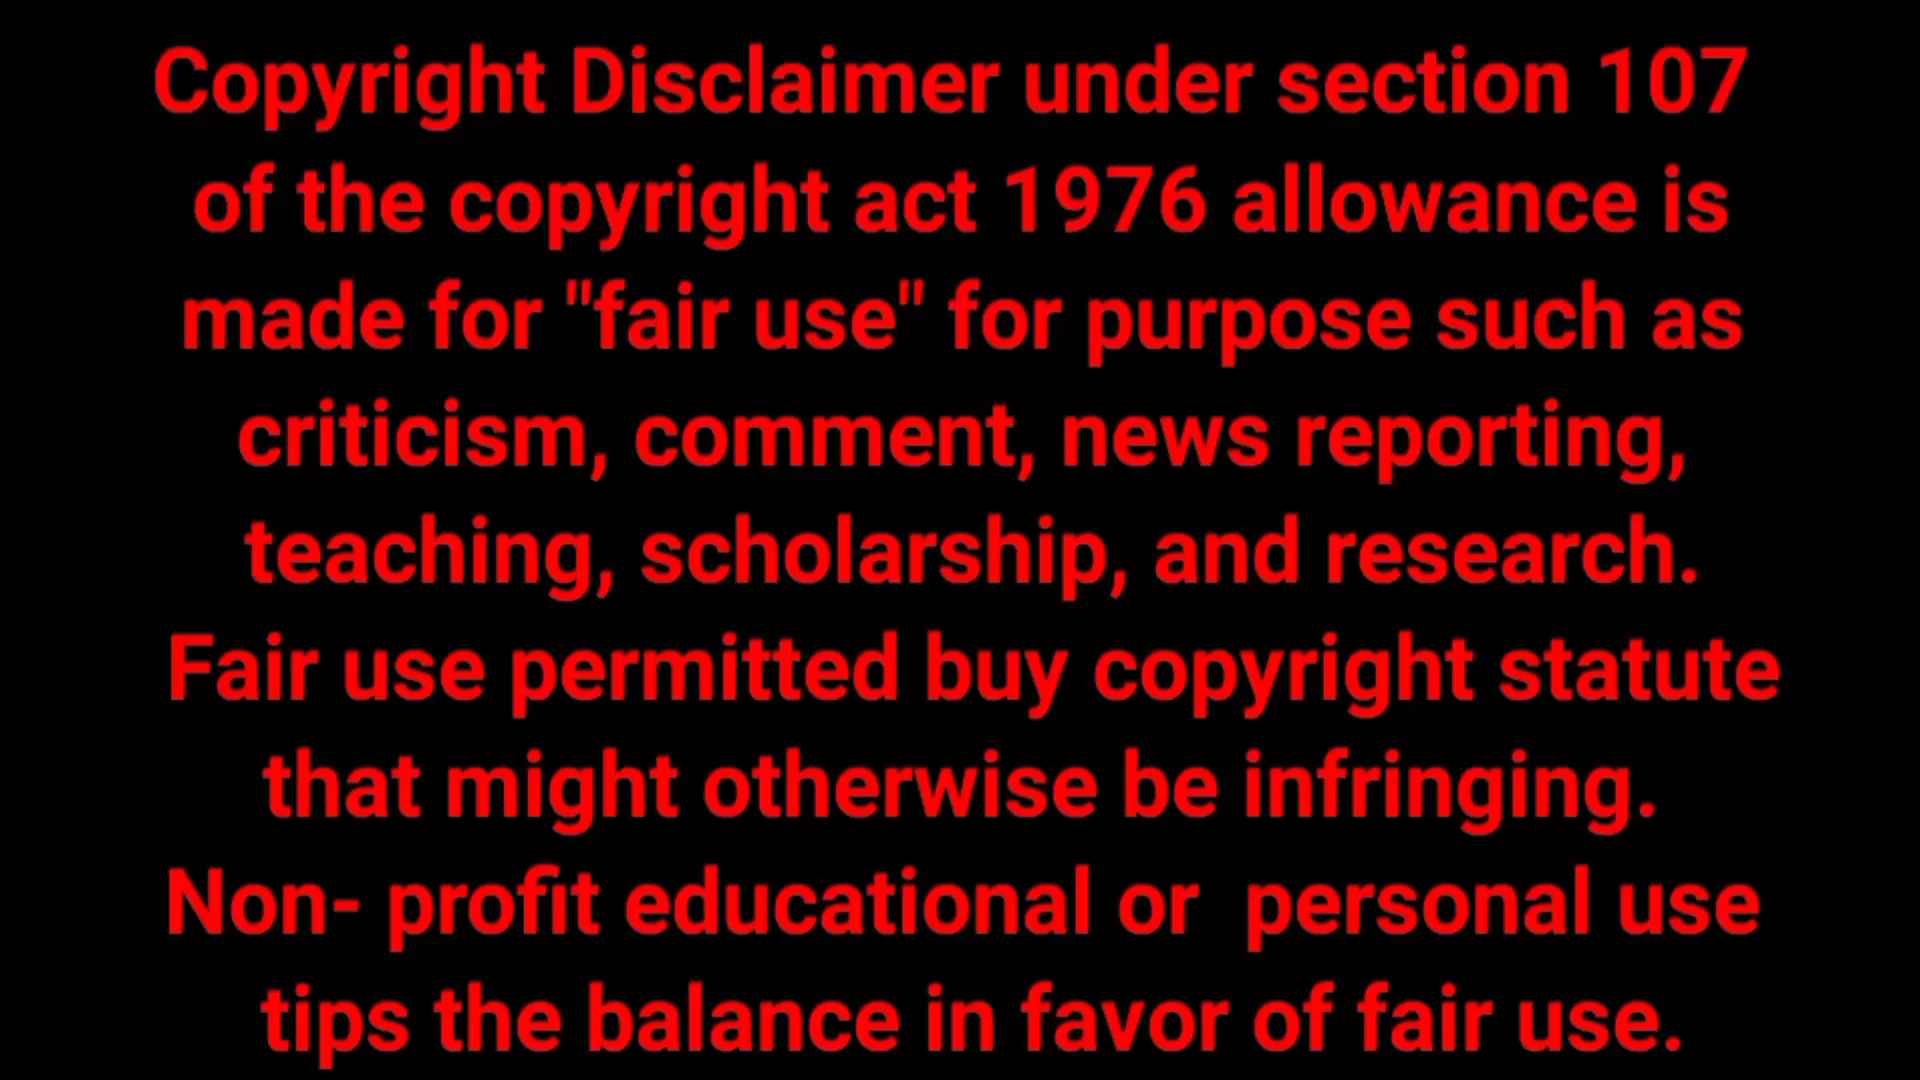 Copyright Disclaimer under section 107
of the copyright act 1976 allowance is
made for "fair use" for purpose such as
criticism, comment, news reporting,
teaching, scholarship, and research.
Fair use permitted buy copyright statute
that might otherwise be infringing.
Non- profit educational or  personal use
tips the balance in favor of fair use.